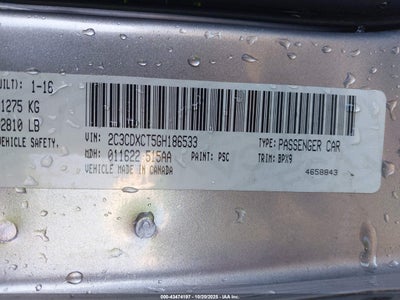 UILT): 1-16
1275 KG
2810 LB
VEHICLE SAFETY,
VIN: 2C3CDXCT5GH186533 TYPE: PASSENGER CAR
MDH: 011622 515AA PAINT: PSC TRIM: BPX9
VEHICLE MADE IN CANADA
4658843
000-43474197 | 10/20/2025 | IAA Inc.